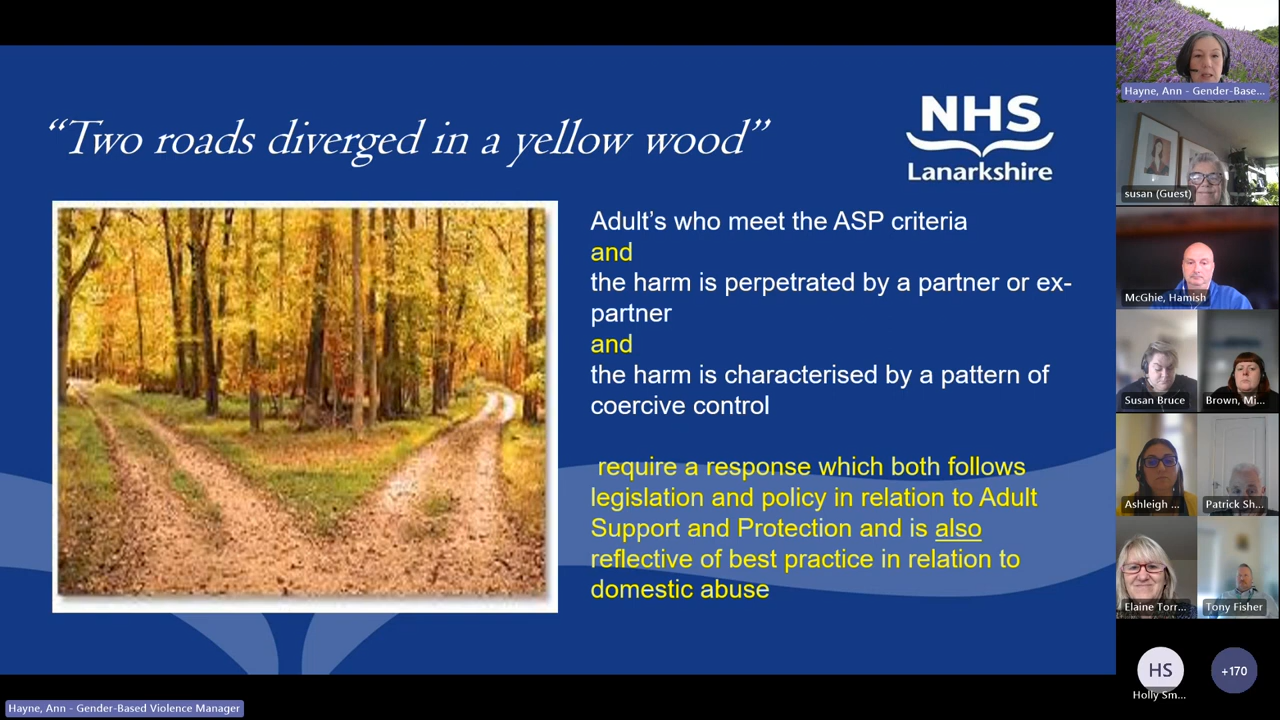 “Two roads diverged in a yellow wood”
NHS
Lanarkshire
Adult’s who meet the ASP criteria
and
the harm is perpetrated by a partner or ex-
partner
and
the harm is characterised by a pattern of
coercive control
require a response which both follows
legislation and policy in relation to Adult
Support and Protection and is also
reflective of best practice in relation to
domestic abuse
Hayne, Ann - Gender-Base...
susan (Guest)
McGhie, Hamish
Susan Bruce
Brown, Mi...
Ashleigh ...
Patrick Sh...
Elaine Torr...
Tony Fisher
HS
+170
Holly Sm...
Hayne, Ann - Gender-Based Violence Manager